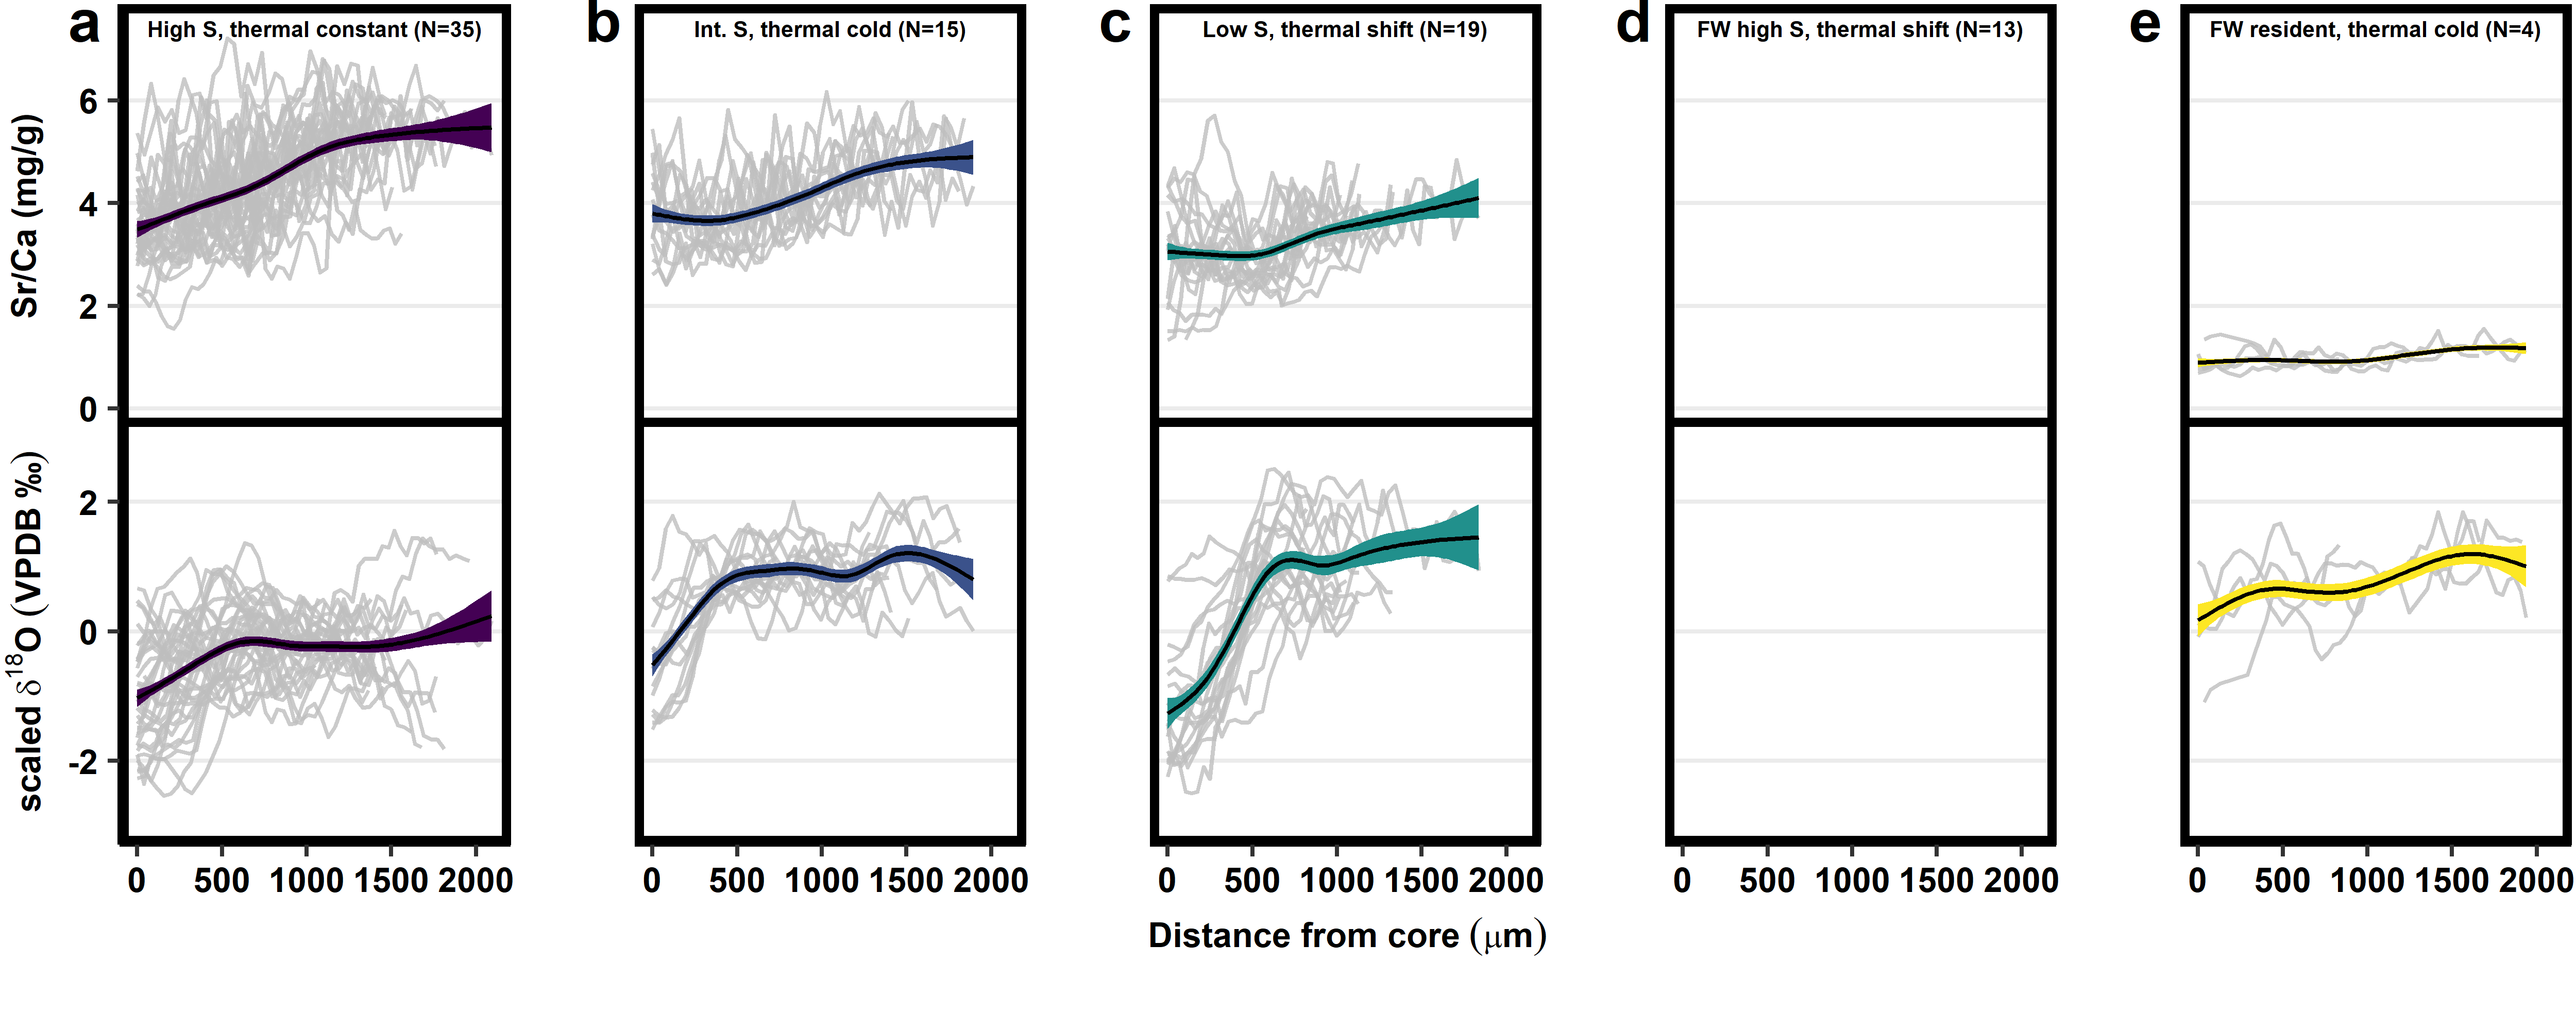 a b c d e
High S, thermal constant (N=35)
Int. S, thermal cold (N=15)
Low S, thermal shift (N=19)
FW high S, thermal shift (N=13)
FW resident, thermal cold (N=4)
Sr/Ca (mg/g)
6
4
2
0
scaled δ¹⁸O (VPDB ‰)
2
0
-2
0 500 1000 1500 2000
0 500 1000 1500 2000
0 500 1000 1500 2000
0 500 1000 1500 2000
0 500 1000 1500 2000
Distance from core (μm)